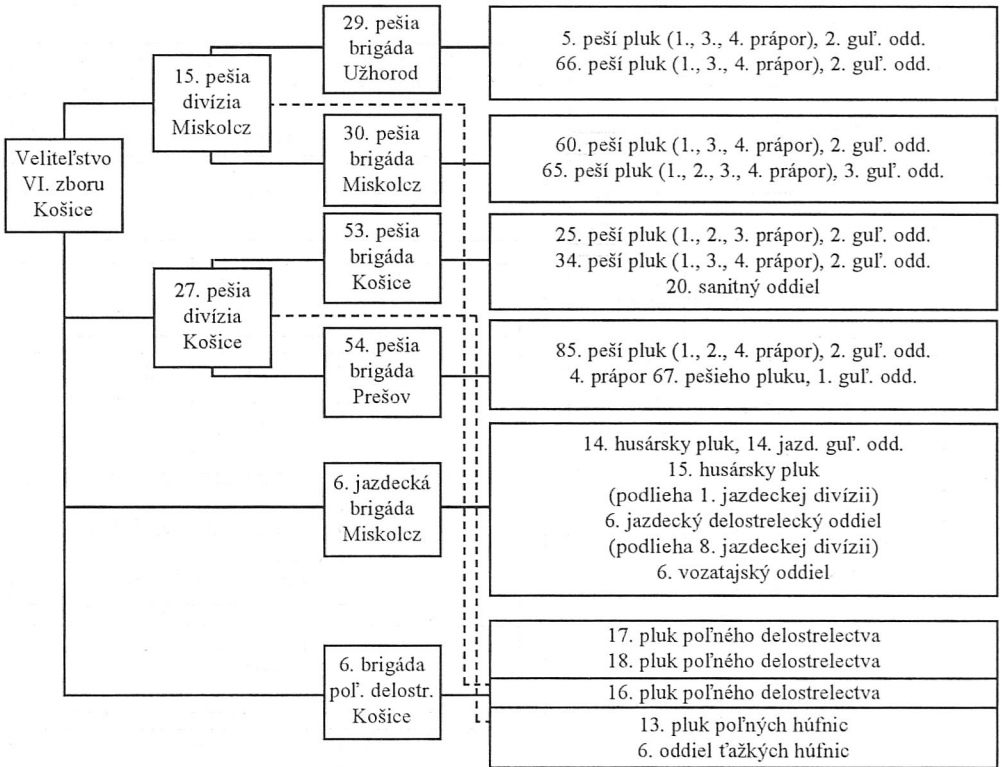 Veliteľstvo
VI. zboru
Košice
15. pešia
divízia
Miskolcz
29. pešia
brigáda
Užhorod
5. peší pluk (1., 3., 4. prápor), 2. guľ. odd.
66. peší pluk (1., 3., 4. prápor), 2. guľ. odd.
30. pešia
brigáda
Miskolcz
60. peší pluk (1., 3., 4. prápor), 2. guľ. odd.
65. peší pluk (1., 2., 3., 4. prápor), 3. guľ. odd.
27. pešia
divízia
Košice
53. pešia
brigáda
Košice
25. peší pluk (1., 2., 3. prápor), 2. guľ. odd.
34. peší pluk (1., 3., 4. prápor), 2. guľ. odd.
20. sanitný oddiel
54. pešia
brigáda
Prešov
85. peší pluk (1., 2., 4. prápor), 2. guľ. odd.
4. prápor 67. pešieho pluku, 1. guľ. odd.
6. jazdecká
brigáda
Miskolcz
14. husársky pluk, 14. jazd. guľ. odd.
15. husársky pluk
(podlieha 1. jazdeckej divízii)
6. jazdecký delostrelecký oddiel
(podlieha 8. jazdeckej divízii)
6. vozatajský oddiel
6. brigáda
poľ. delostr.
Košice
17. pluk poľného delostrelectva
18. pluk poľného delostrelectva
16. pluk poľného delostrelectva
13. pluk poľných húfnic
6. oddiel ťažkých húfnic